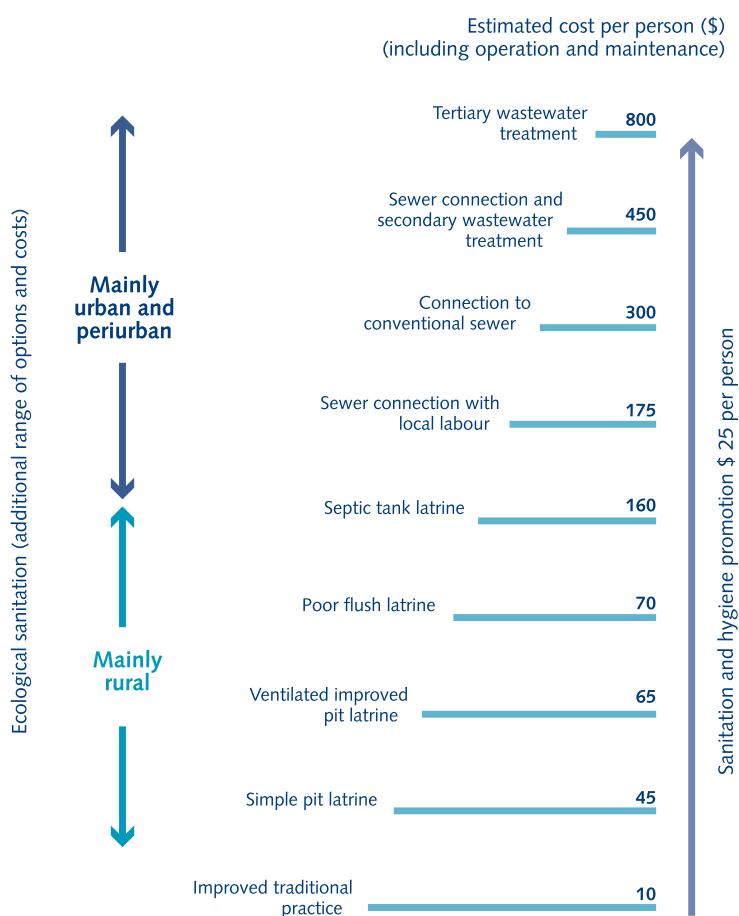 Estimated cost per person ($)
(including operation and maintenance)
Tertiary wastewater
treatment
800
Sewer connection and
secondary wastewater
treatment
450
Connection to
conventional sewer
300
Sewer connection with
local labour
175
Septic tank latrine
160
Poor flush latrine
70
Ventilated improved
pit latrine
65
Simple pit latrine
45
Improved traditional
practice
10
Mainly
urban and
periurban
Mainly
rural
Ecological sanitation (additional range of options and costs)
Sanitation and hygiene promotion $ 25 per person